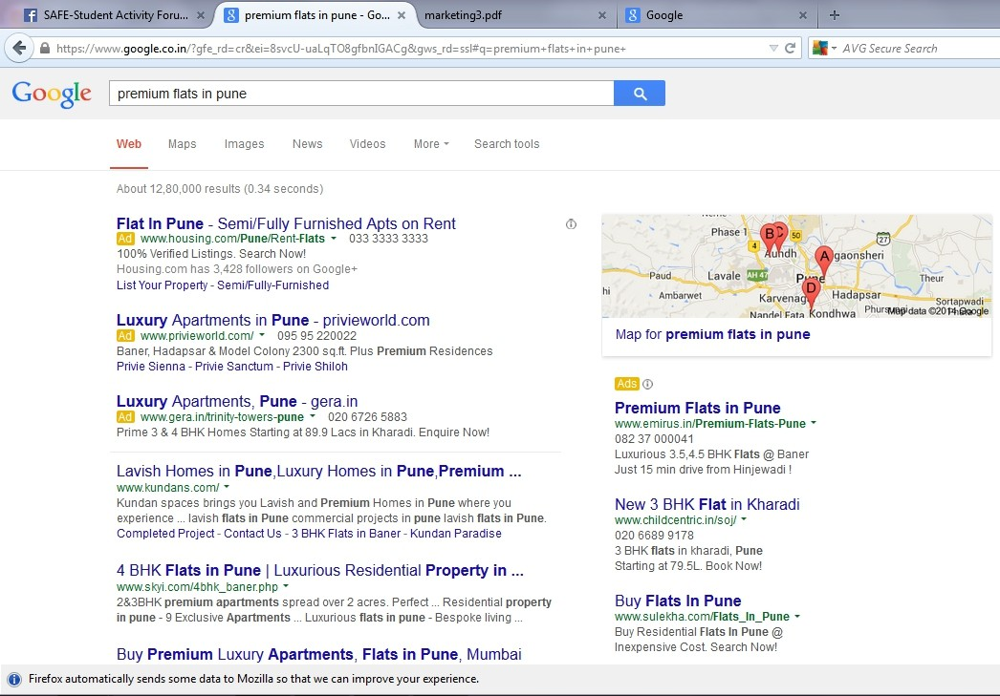 SAFE-Student Activity Foru...
premium flats in pune - Go...
marketing3.pdf
Google
https://www.google.co.in/?gfe_rd=cr&ei=8svcU-uaLqTO8gfbnIGACg&gws_rd=ssl#q=premium+flats+in+pune+
AVG Secure Search
Google
premium flats in pune
Web Maps Images News Videos More Search tools
About 12,80,000 results (0.34 seconds)
Flat In Pune - Semi/Fully Furnished Apts on Rent
Ad www.housing.com/Pune/Rent-Flats 033 3333 3333
100% Verified Listings. Search Now!
Housing.com has 3,428 followers on Google+
List Your Property - Semi/Fully-Furnished
Luxury Apartments in Pune - privieworld.com
Ad www.privieworld.com/ 095 95 220022
Baner, Hadapsar & Model Colony 2300 sq.ft. Plus Premium Residences
Privie Sienna - Privie Sanctum - Privie Shiloh
Luxury Apartments, Pune - gera.in
Ad www.gera.in/trinity-towers-pune 020 6726 5883
Prime 3 & 4 BHK Homes Starting at 89.9 Lacs in Kharadi. Enquire Now!
Lavish Homes in Pune,Luxury Homes in Pune,Premium ...
www.kundans.com/
Kundan spaces brings you Lavish and Premium Homes in Pune where you
experience ... lavish flats in Pune commercial projects in pune lavish flats in Pune.
Completed Project - Contact Us - 3 BHK Flats in Baner - Kundan Paradise
4 BHK Flats in Pune | Luxurious Residential Property in ...
www.skyi.com/4bhk_baner.php
2&3BHK premium apartments spread over 2 acres. Perfect ... Residential property
in pune - 9 Exclusive Apartments ... Luxurious flats in pune - Bespoke living ...
Buy Premium Luxury Apartments, Flats in Pune, Mumbai
Phase 1 B C 50 27
4 Aundh A gaonsheri
Paud Lavale AH 47 Pune Theur
Ambarwet D
Karvenaga Hadapsar Sortapwadi
Nanded Fata Kondhwa Map data ©2014 Google
Map for premium flats in pune
Ads
Premium Flats in Pune
www.emirus.in/Premium-Flats-Pune
082 37 000041
Luxurious 3.5,4.5 BHK Flats @ Baner
Just 15 min drive from Hinjewadi !
New 3 BHK Flat in Kharadi
www.childcentric.in/soj/
020 6689 9178
3 BHK flats in kharadi, Pune
Starting at 79.5L. Book Now!
Buy Flats In Pune
www.sulekha.com/Flats_In_Pune
Buy Residential Flats In Pune @
Inexpensive Cost. Search Now!
Firefox automatically sends some data to Mozilla so that we can improve your experience.